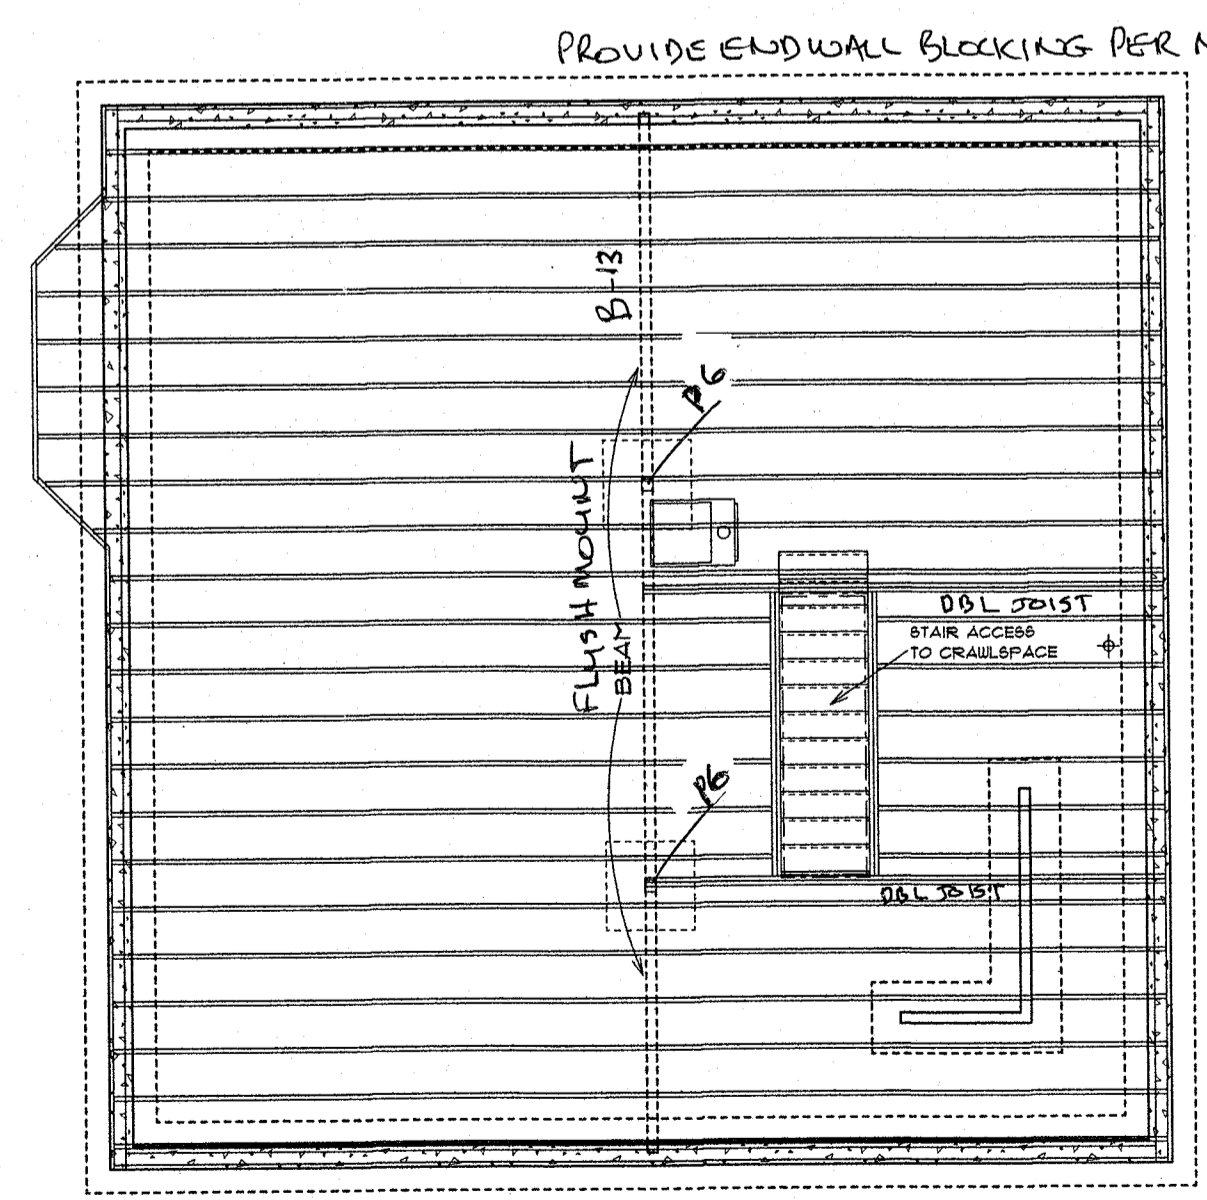 PROVIDE ENDWALL BLOCKING PER
B-13
P6
FLUSH MOUNT
BEAM
DBL JOIST
STAIR ACCESS
TO CRAWLSPACE
P6
DBL JOIST